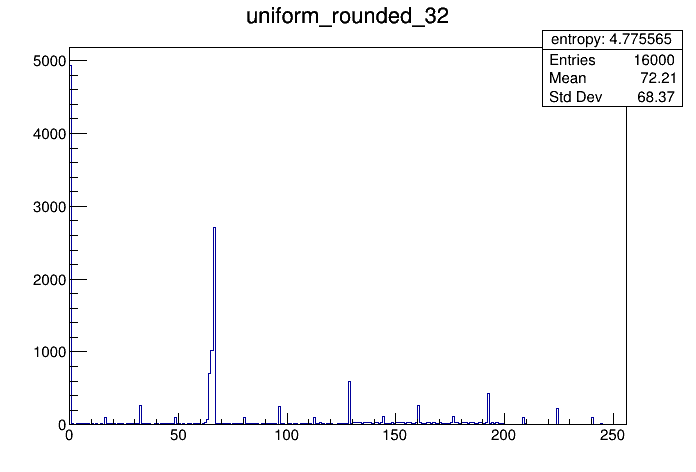 uniform_rounded_32
entropy: 4.775565
Entries 16000
Mean 72.21
Std Dev 68.37
5000
4000
3000
2000
1000
0
0 50 100 150 200 250